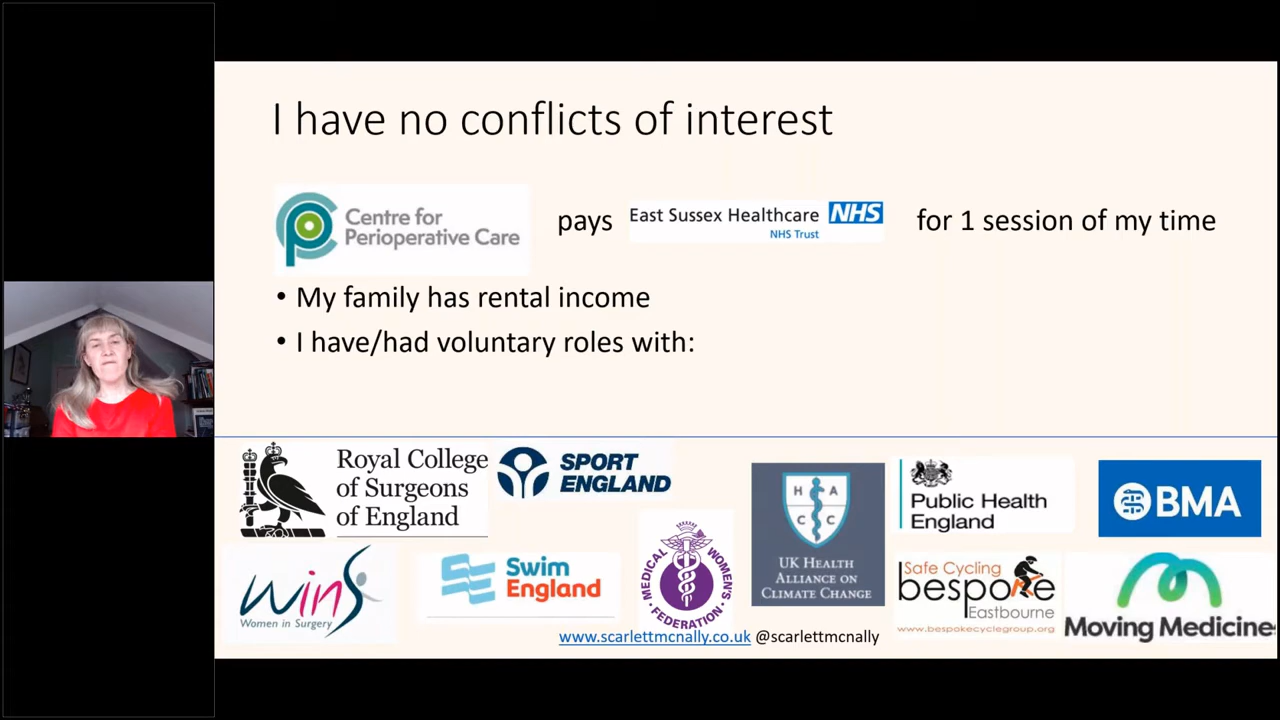 I have no conflicts of interest
Centre for
Perioperative Care
pays
East Sussex Healthcare NHS
NHS Trust
for 1 session of my time
• My family has rental income
• I have/had voluntary roles with:
Royal College
of Surgeons
of England
SPORT
ENGLAND
HACC
UK HEALTH
ALLIANCE ON
CLIMATE CHANGE
Public Health
England
BMA
winS
Women in Surgery
Swim
England
MEDICAL WOMEN'S
FEDERATION
Safe Cycling
bespoke
Eastbourne
www.bespokecyclegroup.org
Moving Medicine
www.scarlettmcnally.co.uk @scarlettmcnally